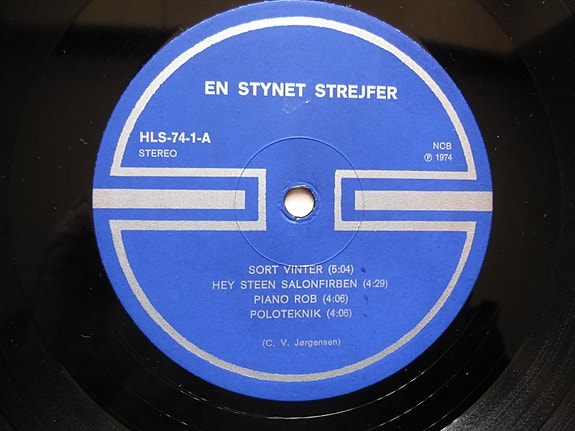 EN STYNET STREJFER
HLS-74-1-A
STEREO
NCB
Ⓟ 1974
SORT VINTER (5:04)
HEY STEEN SALONFIRBEN (4:29)
PIANO ROB (4:06)
POLOTEKNIK (4:06)
(C. V. Jørgensen)